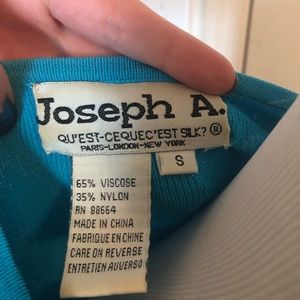 Joseph A.
QU'EST-CEQUEC'EST SILK?®
PARIS-LONDON-NEW YORK
S
65% VISCOSE
35% NYLON
RN 88664
MADE IN CHINA
FABRIQUE EN CHINE
CARE ON REVERSE
ENTRETIEN AUVERSO